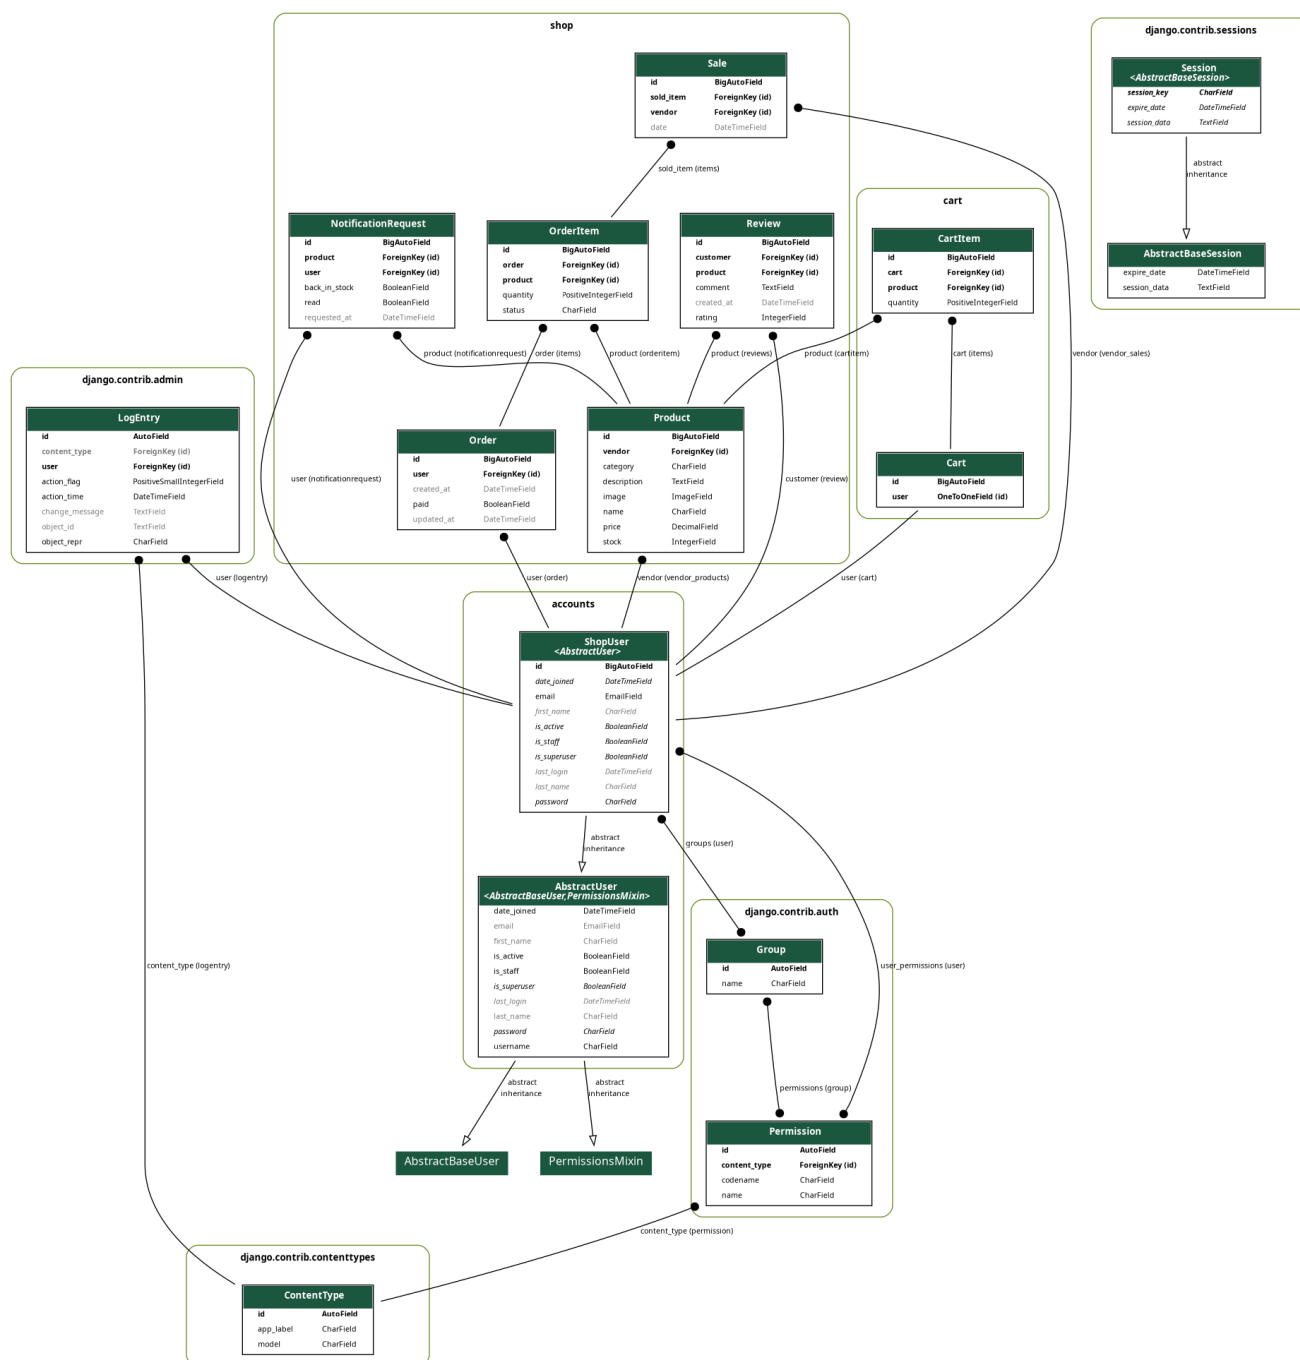 shop
Sale
id BigAutoField
sold_item ForeignKey (id)
vendor ForeignKey (id)
date DateTimeField
sold_item (items)
django.contrib.sessions
Session
<AbstractBaseSession>
session_key CharField
expire_date DateTimeField
session_data TextField
abstract
inheritance
AbstractBaseSession
expire_date DateTimeField
session_data TextField
NotificationRequest
id BigAutoField
product ForeignKey (id)
user ForeignKey (id)
back_in_stock BooleanField
read BooleanField
requested_at DateTimeField
OrderItem
id BigAutoField
order ForeignKey (id)
product ForeignKey (id)
quantity PositiveIntegerField
status CharField
Review
id BigAutoField
customer ForeignKey (id)
product ForeignKey (id)
comment TextField
created_at DateTimeField
rating IntegerField
cart
CartItem
id BigAutoField
cart ForeignKey (id)
product ForeignKey (id)
quantity PositiveIntegerField
product (notificationrequest)
order (items)
product (orderitem)
product (reviews)
product (cartitem)
cart (items)
vendor (vendor_sales)
django.contrib.admin
LogEntry
id AutoField
content_type ForeignKey (id)
user ForeignKey (id)
action_flag PositiveSmallIntegerField
action_time DateTimeField
change_message TextField
object_id TextField
object_repr CharField
user (notificationrequest)
Order
id BigAutoField
user ForeignKey (id)
created_at DateTimeField
paid BooleanField
updated_at DateTimeField
Product
id BigAutoField
vendor ForeignKey (id)
category CharField
description TextField
image ImageField
name CharField
price DecimalField
stock IntegerField
customer (review)
Cart
id BigAutoField
user OneToOneField (id)
user (logentry)
user (order)
vendor (vendor_products)
user (cart)
accounts
ShopUser
<AbstractUser>
id BigAutoField
date_joined DateTimeField
email EmailField
first_name CharField
is_active BooleanField
is_staff BooleanField
is_superuser BooleanField
last_login DateTimeField
last_name CharField
password CharField
abstract
inheritance
groups (user)
AbstractUser
<AbstractBaseUser,PermissionsMixin>
date_joined DateTimeField
email EmailField
first_name CharField
is_active BooleanField
is_staff BooleanField
is_superuser BooleanField
last_login DateTimeField
last_name CharField
password CharField
username CharField
django.contrib.auth
Group
id AutoField
name CharField
content_type (logentry)
user_permissions (user)
abstract
inheritance
abstract
inheritance
permissions (group)
AbstractBaseUser
PermissionsMixin
Permission
id AutoField
content_type ForeignKey (id)
codename CharField
name CharField
content_type (permission)
django.contrib.contenttypes
ContentType
id AutoField
app_label CharField
model CharField